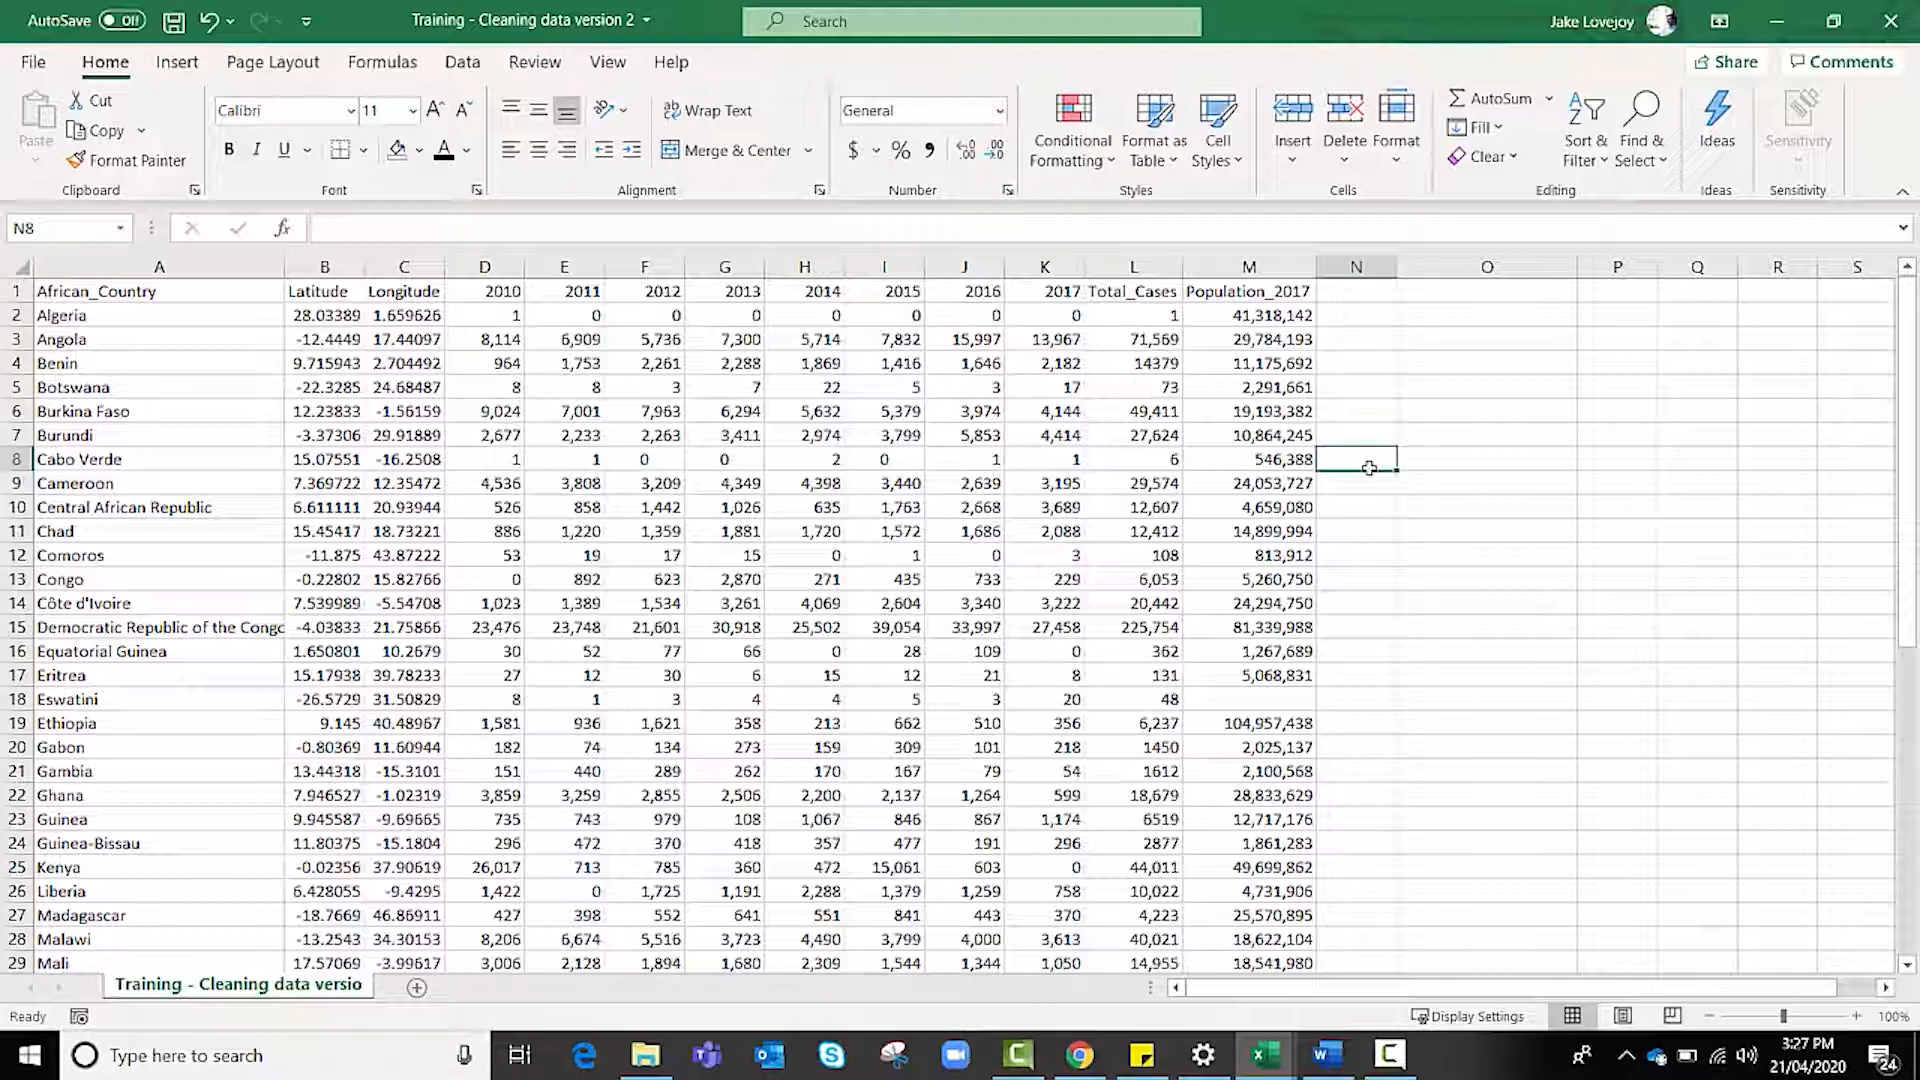 AutoSave Off Training - Cleaning data version 2 Search Jake Lovejoy
File Home Insert Page Layout Formulas Data Review View Help Share Comments
Paste Cut Copy Format Painter Clipboard
Calibri 11 B I U A Font
Wrap Text Merge & Center Alignment
General $ % Number
Conditional Formatting Format as Table Cell Styles Styles
Insert Delete Format Cells
AutoSum Fill Clear Sort & Filter Find & Select Editing
Ideas Ideas
Sensitivity Sensitivity
N8 fx
A B C D E F G H I J K L M N O P Q R S
1 African_Country Latitude Longitude 2010 2011 2012 2013 2014 2015 2016 2017 Total_Cases Population_2017
2 Algeria 28.03389 1.659626 1 0 0 0 0 0 0 0 1 41,318,142
3 Angola -12.4449 17.44097 8,114 6,909 5,736 7,300 5,714 7,832 15,997 13,967 71,569 29,784,193
4 Benin 9.715943 2.704492 964 1,753 2,261 2,288 1,869 1,416 1,646 2,182 14379 11,175,692
5 Botswana -22.3285 24.68487 8 8 3 7 22 5 3 17 73 2,291,661
6 Burkina Faso 12.23833 -1.56159 9,024 7,001 7,963 6,294 5,632 5,379 3,974 4,144 49,411 19,193,382
7 Burundi -3.37306 29.91889 2,677 2,233 2,263 3,411 2,974 3,799 5,853 4,414 27,624 10,864,245
8 Cabo Verde 15.07551 -16.2508 1 1 0 0 2 0 1 1 6 546,388
9 Cameroon 7.369722 12.35472 4,536 3,808 3,209 4,349 4,398 3,440 2,639 3,195 29,574 24,053,727
10 Central African Republic 6.611111 20.93944 526 858 1,442 1,026 635 1,763 2,668 3,689 12,607 4,659,080
11 Chad 15.45417 18.73221 886 1,220 1,359 1,881 1,720 1,572 1,686 2,088 12,412 14,899,994
12 Comoros -11.875 43.87222 53 19 17 15 0 1 0 3 108 813,912
13 Congo -0.22802 15.82766 0 892 623 2,870 271 435 733 229 6,053 5,260,750
14 Côte d'Ivoire 7.539989 -5.54708 1,023 1,389 1,534 3,261 4,069 2,604 3,340 3,222 20,442 24,294,750
15 Democratic Republic of the Congo -4.03833 21.75866 23,476 23,748 21,601 30,918 25,502 39,054 33,997 27,458 225,754 81,339,988
16 Equatorial Guinea 1.650801 10.2679 30 52 77 66 0 28 109 0 362 1,267,689
17 Eritrea 15.17938 39.78233 27 12 30 6 15 12 21 8 131 5,068,831
18 Eswatini -26.5729 31.50829 8 1 3 4 4 5 3 20 48
19 Ethiopia 9.145 40.48967 1,581 936 1,621 358 213 662 510 356 6,237 104,957,438
20 Gabon -0.80369 11.60944 182 74 134 273 159 309 101 218 1450 2,025,137
21 Gambia 13.44318 -15.3101 151 440 289 262 170 167 79 54 1612 2,100,568
22 Ghana 7.946527 -1.02319 3,859 3,259 2,855 2,506 2,200 2,137 1,264 599 18,679 28,833,629
23 Guinea 9.945587 -9.69665 735 743 979 108 1,067 846 867 1,174 6519 12,717,176
24 Guinea-Bissau 11.80375 -15.1804 296 472 370 418 357 477 191 296 2877 1,861,283
25 Kenya -0.02356 37.90619 26,017 713 785 360 472 15,061 603 0 44,011 49,699,862
26 Liberia 6.428055 -9.4295 1,422 0 1,725 1,191 2,288 1,379 1,259 758 10,022 4,731,906
27 Madagascar -18.7669 46.86911 427 398 552 641 551 841 443 370 4,223 25,570,895
28 Malawi -13.2543 34.30153 8,206 6,674 5,516 3,723 4,490 3,799 4,000 3,613 40,021 18,622,104
29 Mali 17.57069 -3.99617 3,006 2,128 1,894 1,680 2,309 1,544 1,344 1,050 14,955 18,541,980
Training - Cleaning data versio
Ready Display Settings 100%
Type here to search 3:27 PM
21/04/2020 24